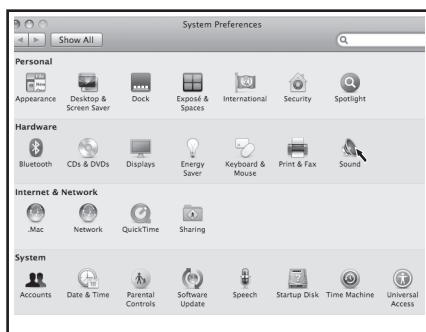 System Preferences
Show All
Personal
Appearance Desktop & Screen Saver Dock Exposé & Spaces International Security Spotlight
Hardware
Bluetooth CDs & DVDs Displays Energy Saver Keyboard & Mouse Print & Fax Sound
Internet & Network
.Mac Network QuickTime Sharing
System
Accounts Date & Time Parental Controls Software Update Speech Startup Disk Time Machine Universal Access